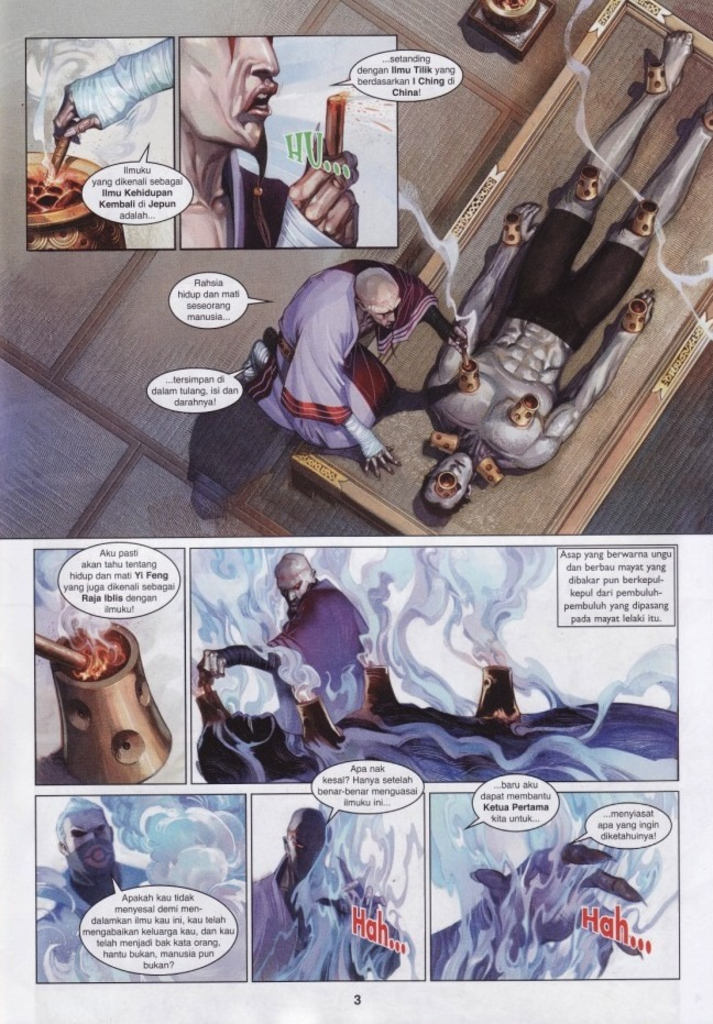 Ilmuku
yang dikenali sebagai
Ilmu Kehidupan
Kembali di Jepun
adalah...
...setanding
dengan Ilmu Tilik yang
berdasarkan I Ching di
China!
HU...
Rahsia
hidup dan mati
seseorang
manusia...
...tersimpan di
dalam tulang, isi dan
darahnya!
Aku pasti
akan tahu tentang
hidup dan mati Yi Feng
yang juga dikenali sebagai
Raja Iblis dengan
ilmuku!
Asap yang berwarna ungu
dan berbau mayat yang
dibakar pun berkepul-
kepul dari pembuluh-
pembuluh yang dipasang
pada mayat lelaki itu.
Apakah kau tidak
menyesal demi men-
dalamkan ilmu kau ini, kau telah
mengabaikan keluarga kau, dan kau
telah menjadi bak kata orang,
hantu bukan, manusia pun
bukan?
Apa nak
kesal? Hanya setelah
benar-benar menguasai
ilmu ini...
Hah...
...baru aku
dapat membantu
Ketua Pertama
kita untuk...
...menyiasat
apa yang ingin
diketahuinya!
Hah...
3